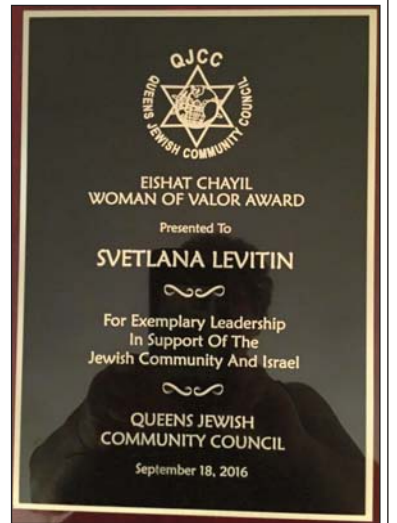 QJCC
QUEENS JEWISH COMMUNITY COUNCIL
EISHAT CHAYIL
WOMAN OF VALOR AWARD
Presented To
SVETLANA LEVITIN
For Exemplary Leadership
In Support Of The
Jewish Community And Israel
QUEENS JEWISH
COMMUNITY COUNCIL
September 18, 2016